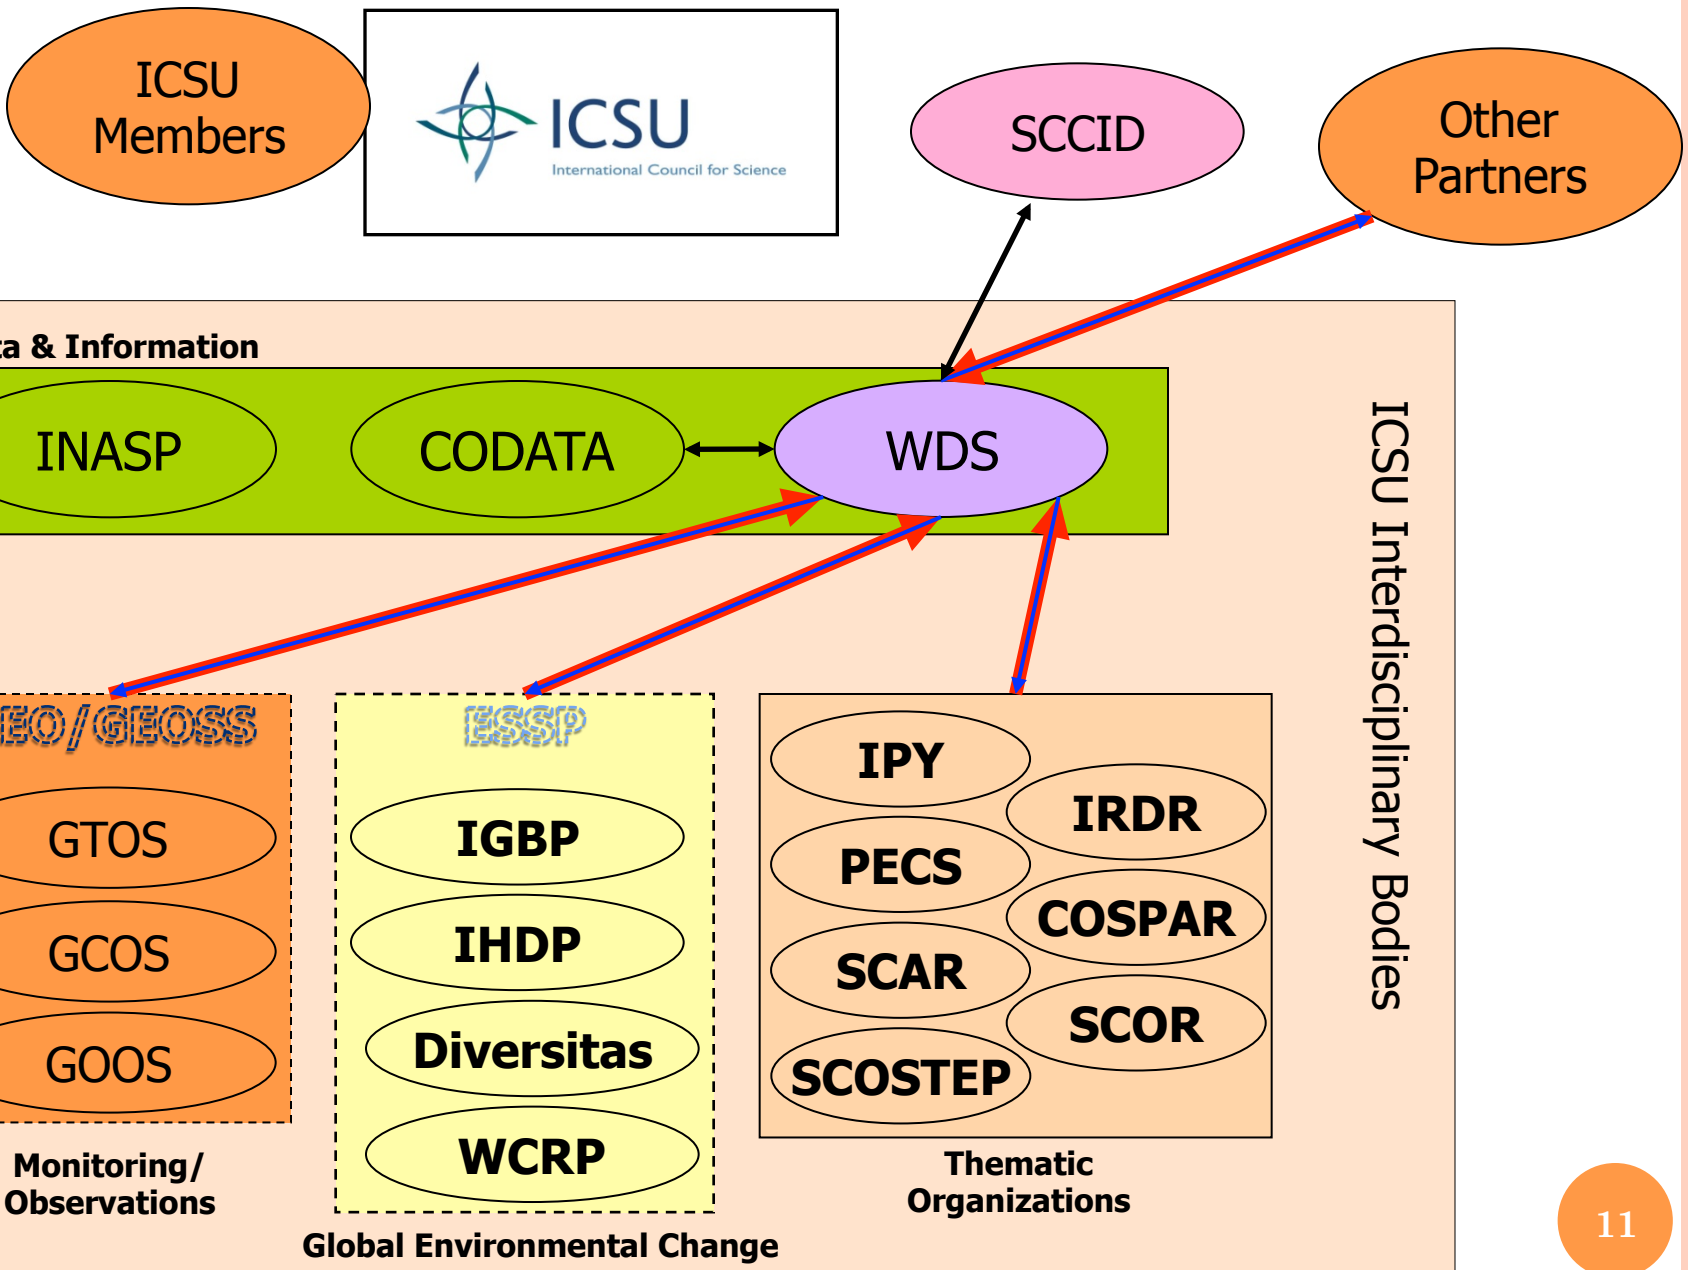 ICSU
Members
ICSU
International Council for Science
SCCID
Other
Partners
ta & Information
INASP
CODATA
WDS
ICSU Interdisciplinary Bodies
EO/GEOSS
GTOS
GCOS
GOOS
Monitoring/
Observations
ESSP
IGBP
IHDP
Diversitas
WCRP
Global Environmental Change
IPY
IRDR
PECS
COSPAR
SCAR
SCOR
SCOSTEP
Thematic
Organizations
11